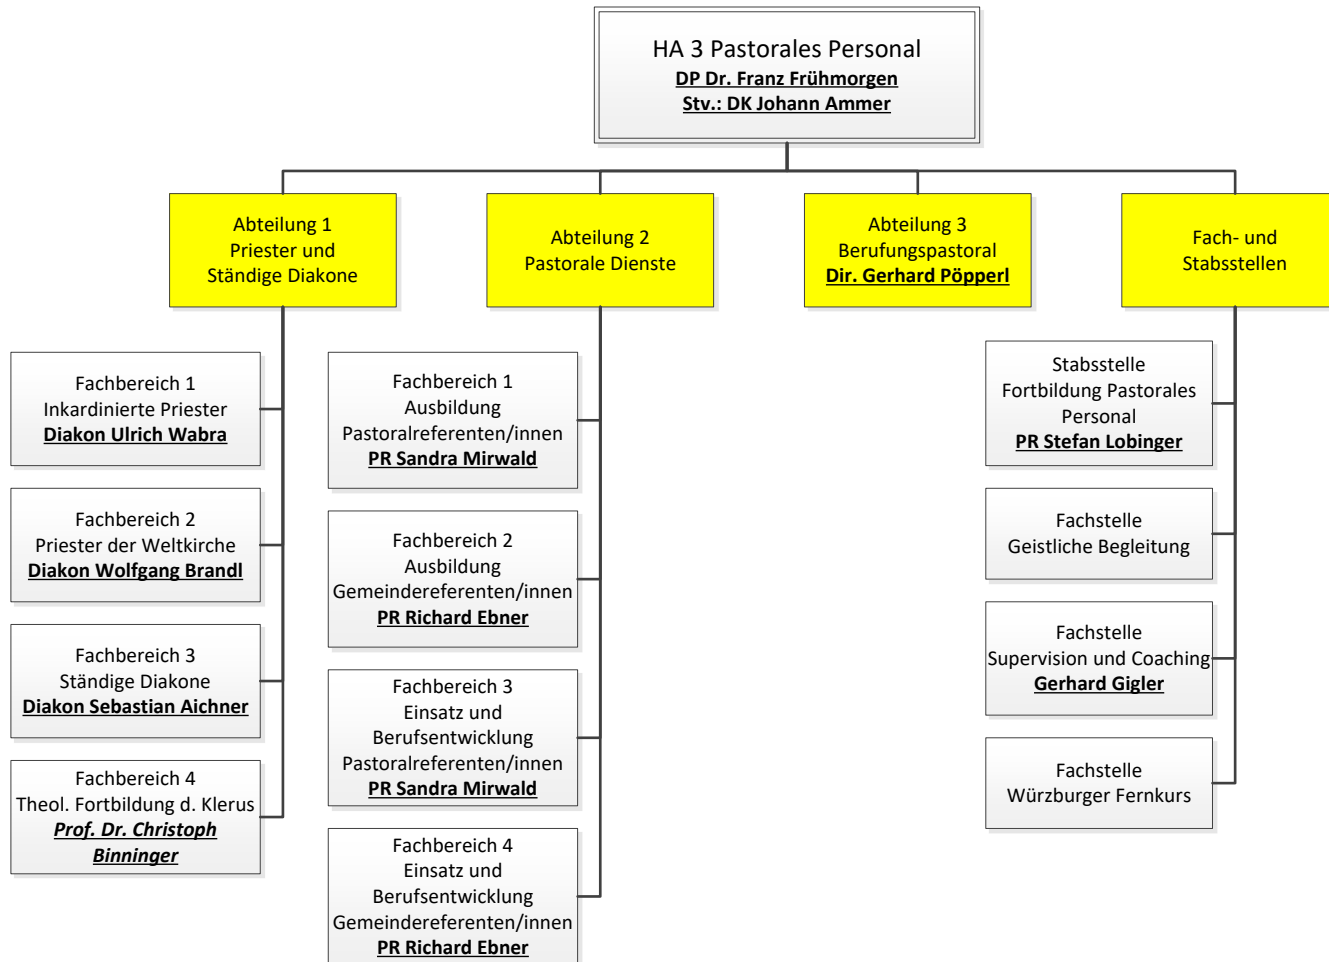 HA 3 Pastorales Personal
DP Dr. Franz Frühmorgen
Stv.: DK Johann Ammer
Abteilung 1
Priester und
Ständige Diakone
Abteilung 2
Pastorale Dienste
Abteilung 3
Berufungspastoral
Dir. Gerhard Pöpperl
Fach- und
Stabsstellen
Fachbereich 1
Inkardinierte Priester
Diakon Ulrich Wabra
Fachbereich 2
Priester der Weltkirche
Diakon Wolfgang Brandl
Fachbereich 3
Ständige Diakone
Diakon Sebastian Aichner
Fachbereich 4
Theol. Fortbildung d. Klerus
Prof. Dr. Christoph
Binninger
Fachbereich 1
Ausbildung
Pastoralreferenten/innen
PR Sandra Mirwald
Fachbereich 2
Ausbildung
Gemeindereferenten/innen
PR Richard Ebner
Fachbereich 3
Einsatz und
Berufsentwicklung
Pastoralreferenten/innen
PR Sandra Mirwald
Fachbereich 4
Einsatz und
Berufsentwicklung
Gemeindereferenten/innen
PR Richard Ebner
Stabsstelle
Fortbildung Pastorales
Personal
PR Stefan Lobinger
Fachstelle
Geistliche Begleitung
Fachstelle
Supervision und Coaching
Gerhard Gigler
Fachstelle
Würzburger Fernkurs